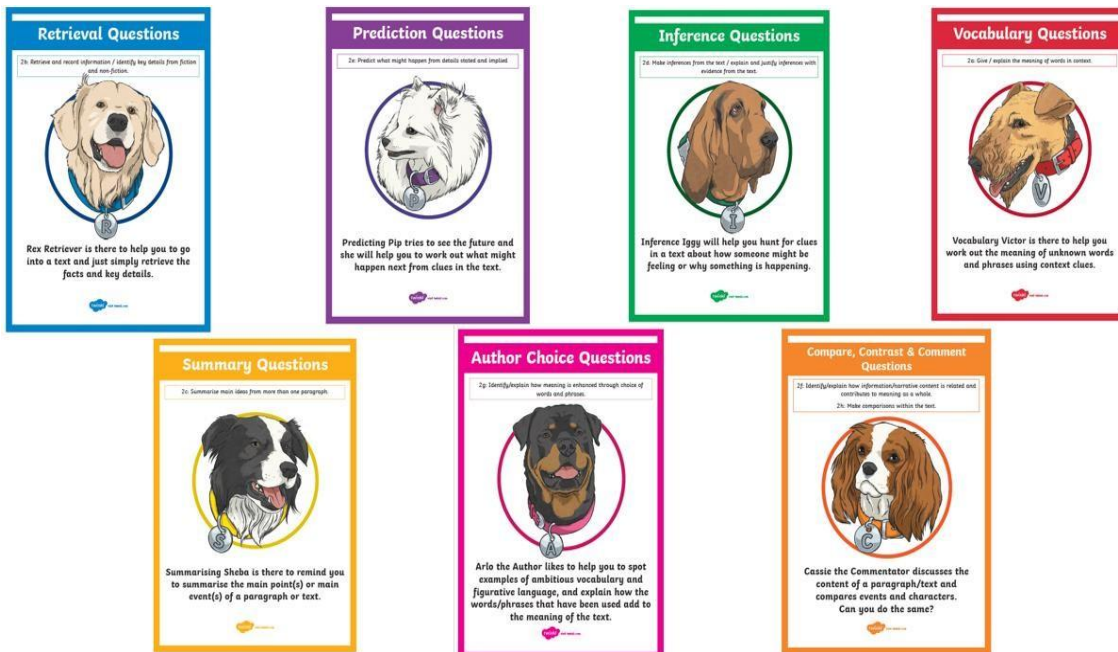 Retrieval Questions
2b: Retrieve and record information / identify key details from fiction
and non-fiction.
R
Rex Retriever is there to help you to go
into a text and just simply retrieve the
facts and key details.
twinkl
Prediction Questions
2e: Predict what might happen from details stated and implied
P
Predicting Pip tries to see the future and
she will help you to work out what might
happen next from clues in the text.
twinkl
Inference Questions
2d: Make inferences from the text / explain and justify inferences with
evidence from the text.
I
Inference Iggy will help you hunt for clues
in a text about how someone might be
feeling or why something is happening.
twinkl
Vocabulary Questions
2a: Give / explain the meaning of words in context.
V
Vocabulary Victor is there to help you
work out the meaning of unknown words
and phrases using context clues.
twinkl
Summary Questions
2c: Summarise main ideas from more than one paragraph.
S
Summarising Sheba is there to remind you
to summarise the main point(s) or main
event(s) of a paragraph or text.
twinkl
Author Choice Questions
2g: Identify/explain how meaning is enhanced through choice of
words and phrases.
A
Arlo the Author likes to help you to spot
examples of ambitious vocabulary and
figurative language, and explain how the
words/phrases that have been used add to
the meaning of the text.
twinkl
Compare, Contrast & Comment
Questions
2f: Identify/explain how information/narrative content is related and
contributes to meaning as a whole.
2h: Make comparisons within the text.
C
Cassie the Commentator discusses the
content of a paragraph/text and
compares events and characters.
Can you do the same?
twinkl